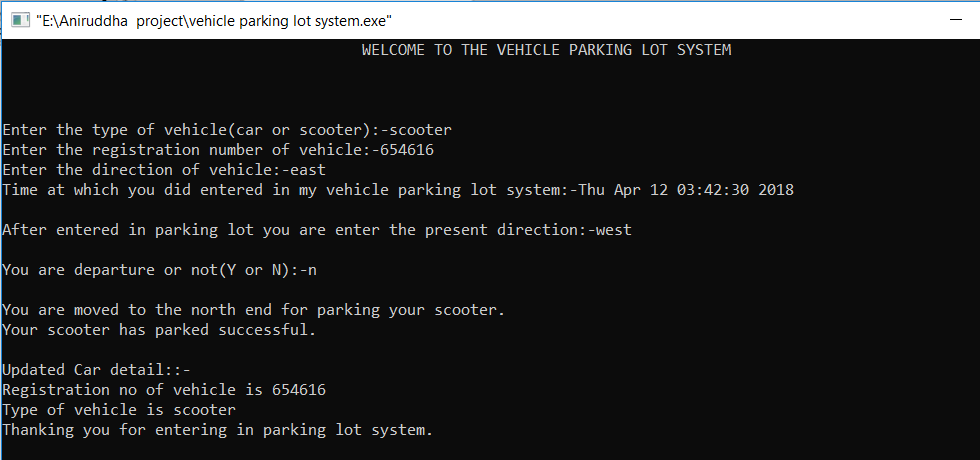 "E:\Aniruddha  project\vehicle parking lot system.exe"
WELCOME TO THE VEHICLE PARKING LOT SYSTEM
Enter the type of vehicle(car or scooter):-scooter
Enter the registration number of vehicle:-654616
Enter the direction of vehicle:-east
Time at which you did entered in my vehicle parking lot system:-Thu Apr 12 03:42:30 2018
After entered in parking lot you are enter the present direction:-west
You are departure or not(Y or N):-n
You are moved to the north end for parking your scooter.
Your scooter has parked successful.
Updated Car detail::-
Registration no of vehicle is 654616
Type of vehicle is scooter
Thanking you for entering in parking lot system.